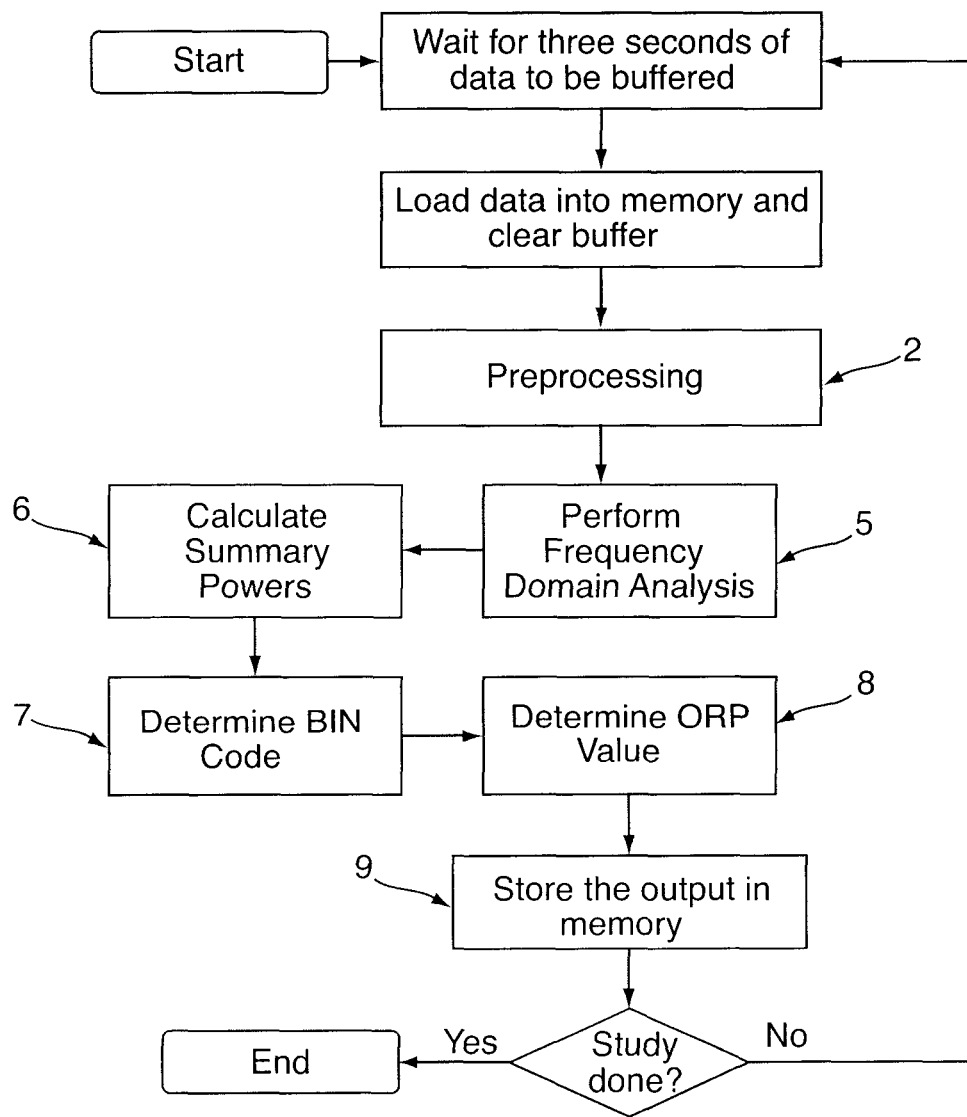 Start
Wait for three seconds of
data to be buffered
Load data into memory and
clear buffer
Preprocessing
2
6
Calculate
Summary
Powers
Perform
Frequency
Domain Analysis
5
7
Determine BIN
Code
Determine ORP
Value
8
9
Store the output in
memory
End
Yes
Study
done?
No